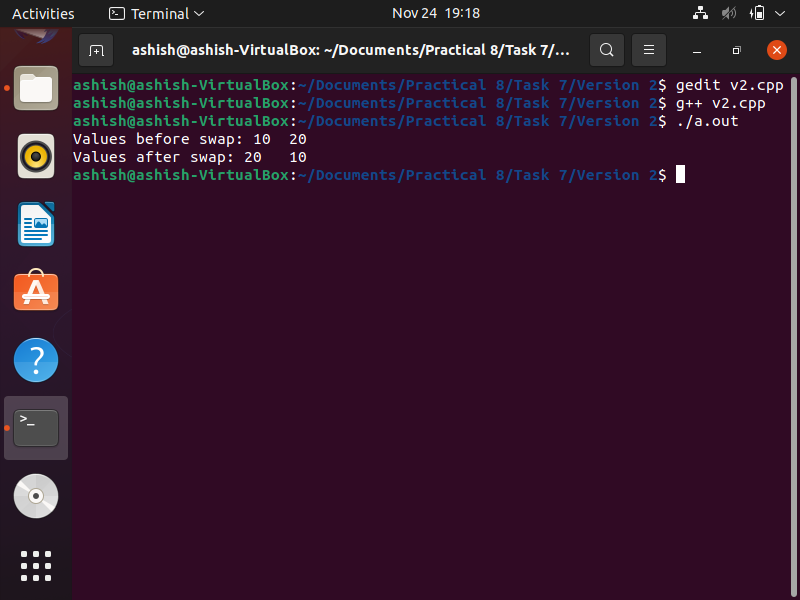 Activities
Terminal
Nov 24 19:18
ashish@ashish-VirtualBox: ~/Documents/Practical 8/Task 7/...
ashish@ashish-VirtualBox:~/Documents/Practical 8/Task 7/Version 2$ gedit v2.cpp
ashish@ashish-VirtualBox:~/Documents/Practical 8/Task 7/Version 2$ g++ v2.cpp
ashish@ashish-VirtualBox:~/Documents/Practical 8/Task 7/Version 2$ ./a.out
Values before swap: 10  20
Values after swap: 20   10
ashish@ashish-VirtualBox:~/Documents/Practical 8/Task 7/Version 2$